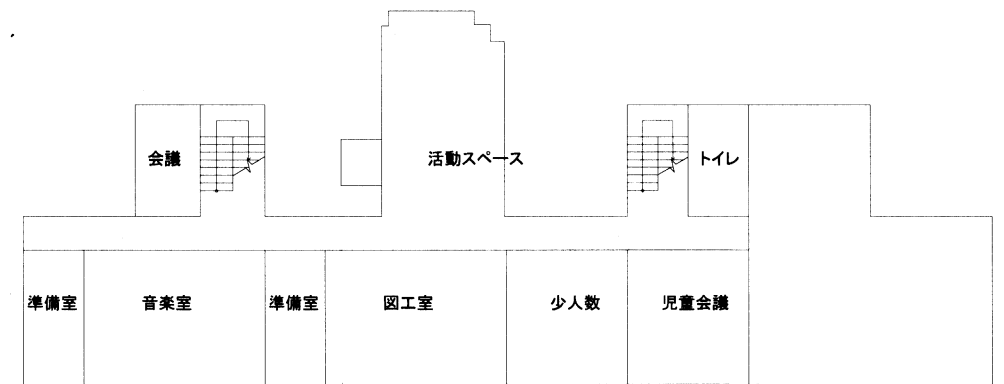 会議
活動スペース
トイレ
準備室
音楽室
準備室
図工室
少人数
児童会議